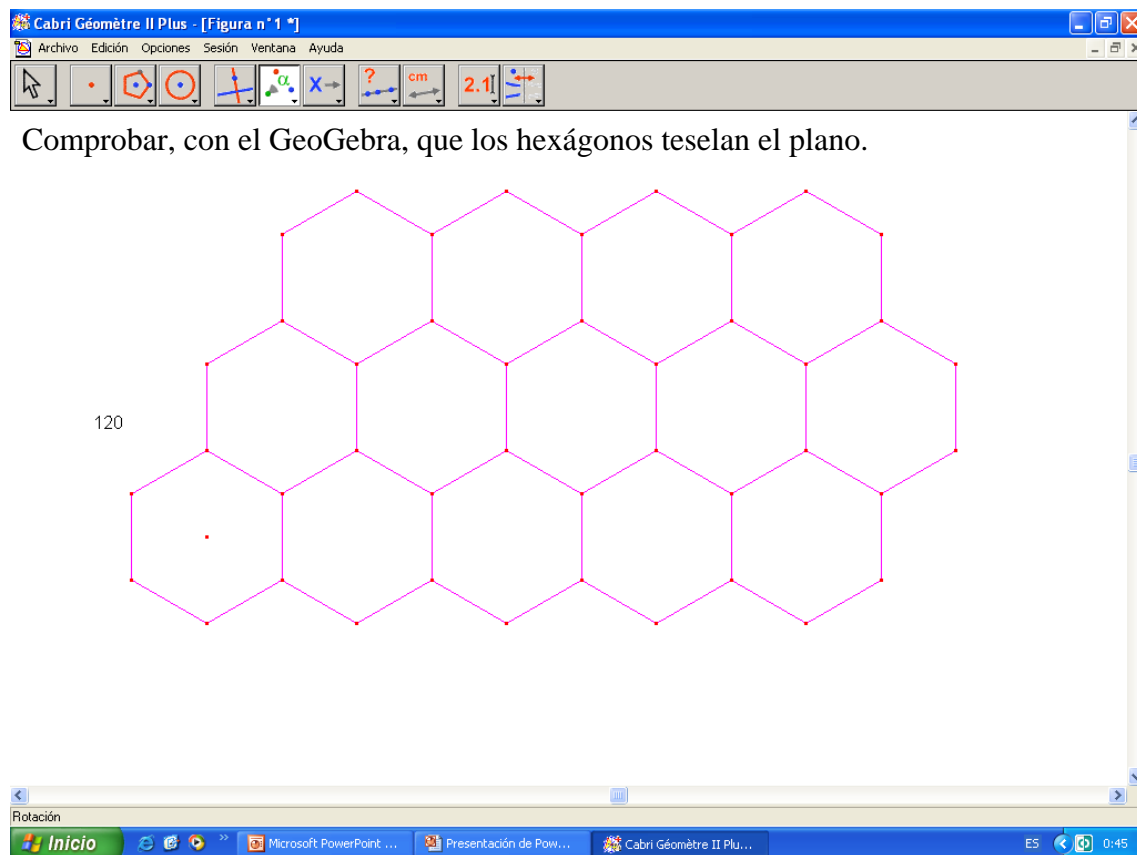 Cabri Géomètre II Plus - [Figura n°1 *]
Archivo Edición Opciones Sesión Ventana Ayuda
α X ? cm 2.1
Comprobar, con el GeoGebra, que los hexágonos teselan el plano.
120
Rotación
Inicio » Microsoft PowerPoint ... Presentación de Pow... Cabri Géomètre II Plu... ES 0:45